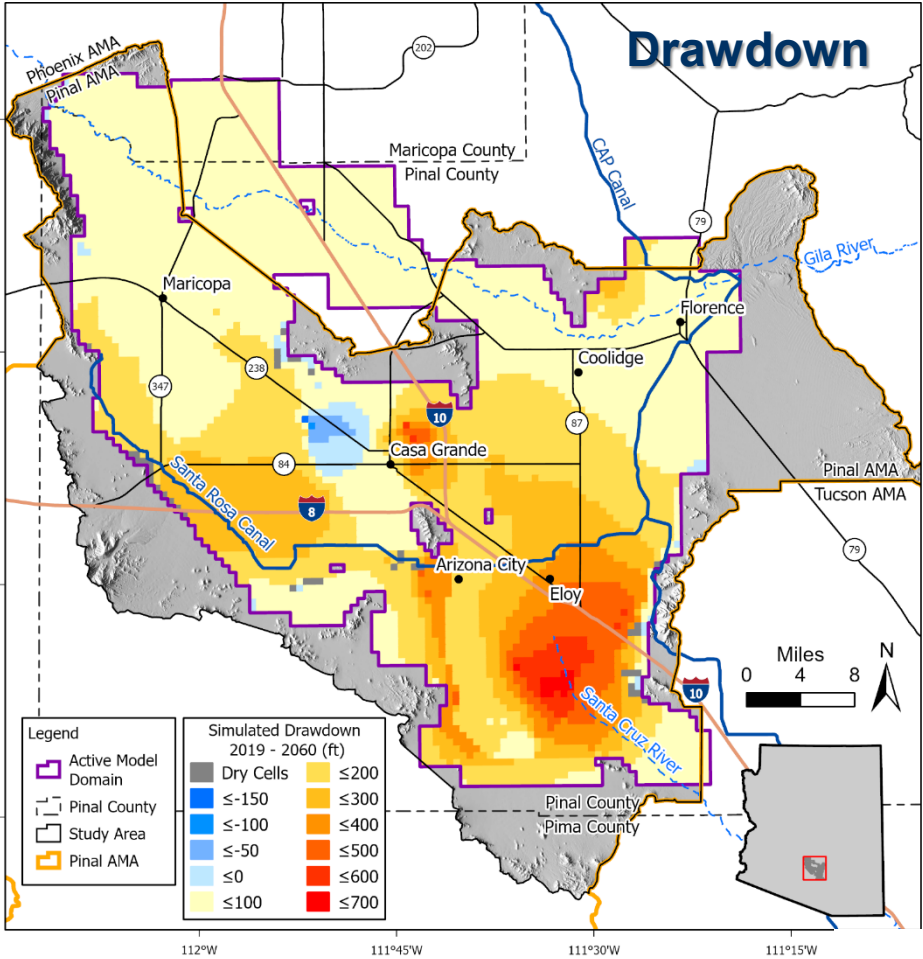 Drawdown
Phoenix AMA
Pinal AMA
202
Maricopa County
Pinal County
CAP Canal
79
Gila River
Maricopa
Florence
Coolidge
347
238
10
87
Casa Grande
84
Santa Rosa Canal
8
Pinal AMA
Tucson AMA
79
Arizona City
Eloy
Miles
0 4 8
N
10
Santa Cruz River
Legend
Active Model
Domain
Pinal County
Study Area
Pinal AMA
Simulated Drawdown
2019 - 2060 (ft)
Dry Cells
≤-150
≤-100
≤-50
≤0
≤100
≤200
≤300
≤400
≤500
≤600
≤700
Pinal County
Pima County
112°W
111°45'W
111°30'W
111°15'W